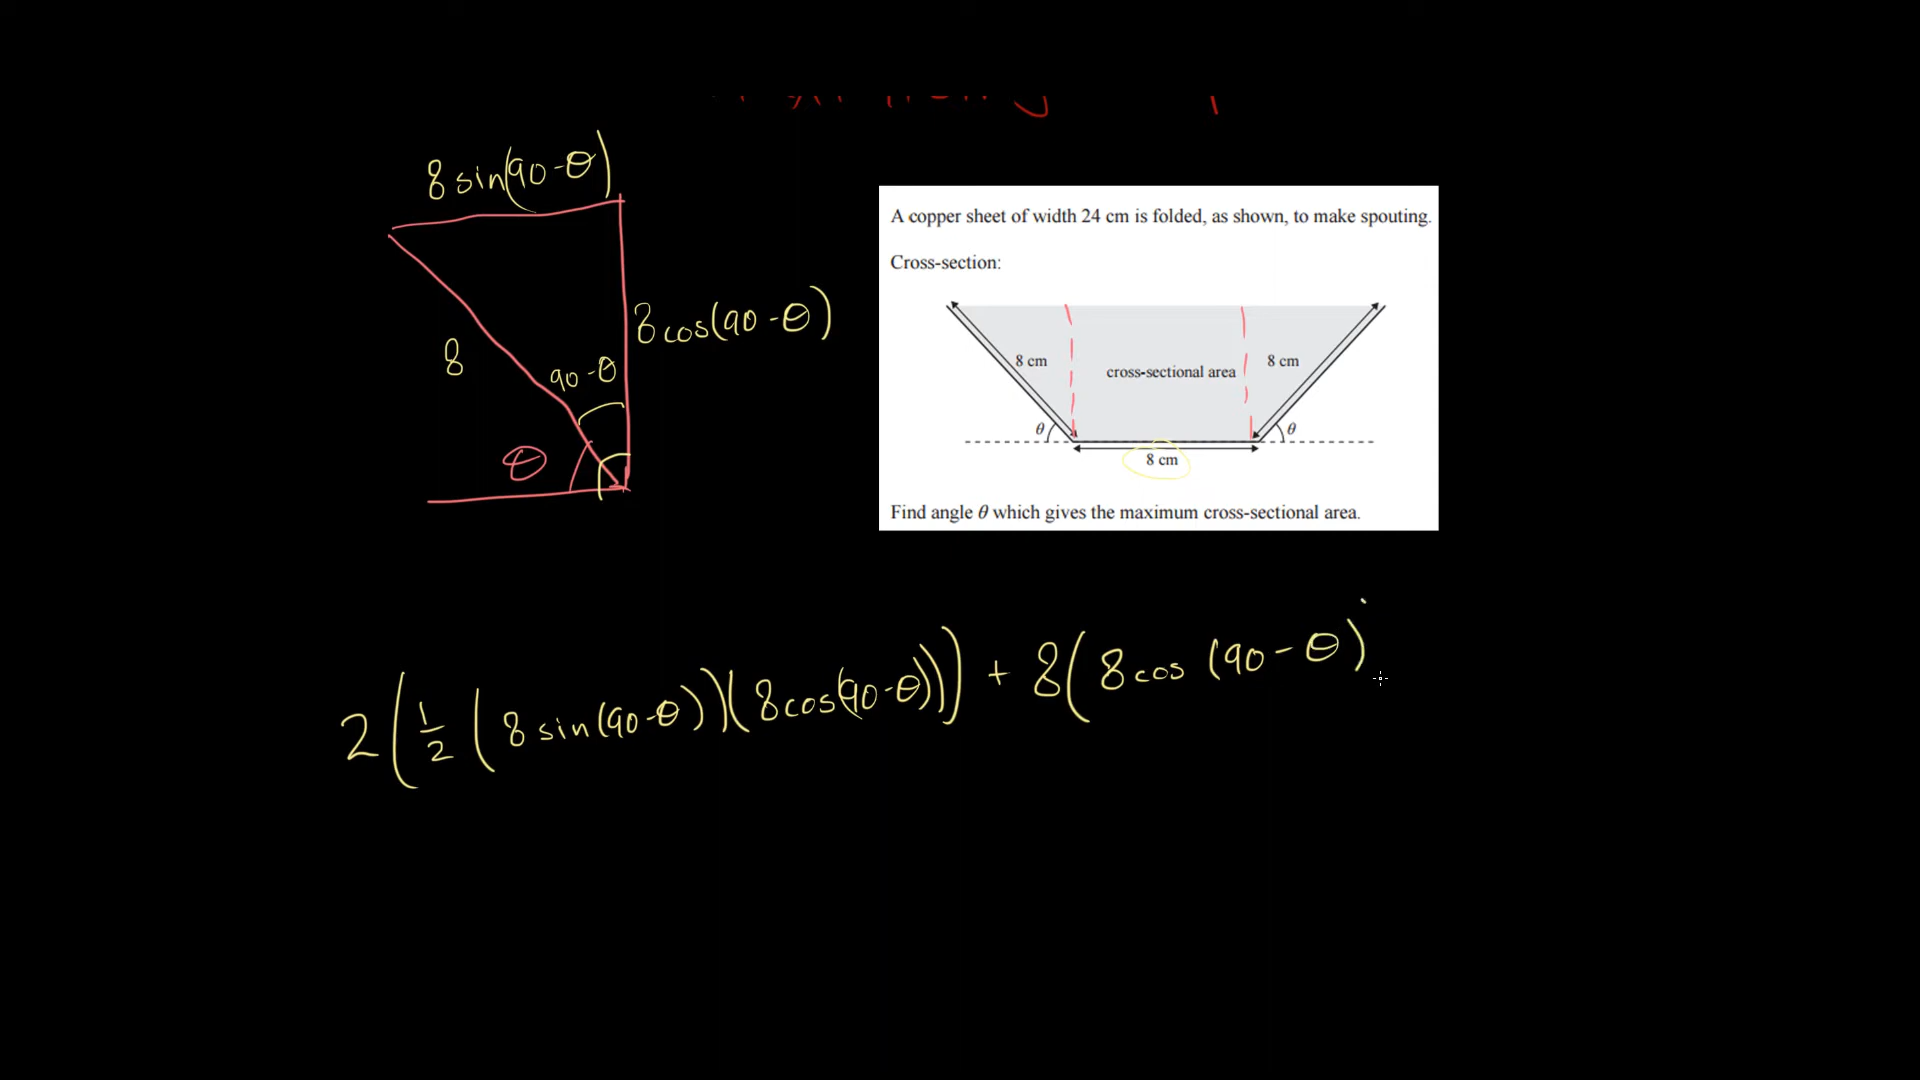 8 sin(90-θ)
8
90-θ
8cos(90-θ)
θ
A copper sheet of width 24 cm is folded, as shown, to make spouting.
Cross-section:
8 cm
cross-sectional area
8 cm
θ
θ
8 cm
Find angle θ which gives the maximum cross-sectional area.
2(1/2(8 sin(90-θ))(8cos(90-θ))) + 8(8cos (90-θ)